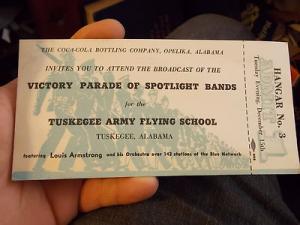 THE COCA-COLA BOTTLING COMPANY, OPELIKA, ALABAMA
INVITES YOU TO ATTEND THE BROADCAST OF THE
VICTORY PARADE OF SPOTLIGHT BANDS
for the
TUSKEGEE ARMY FLYING SCHOOL
TUSKEGEE, ALABAMA
featuring Louis Armstrong and his Orchestra over 142 stations of the Blue Network
HANGAR No. 3
Tuesday Evening, December 15th